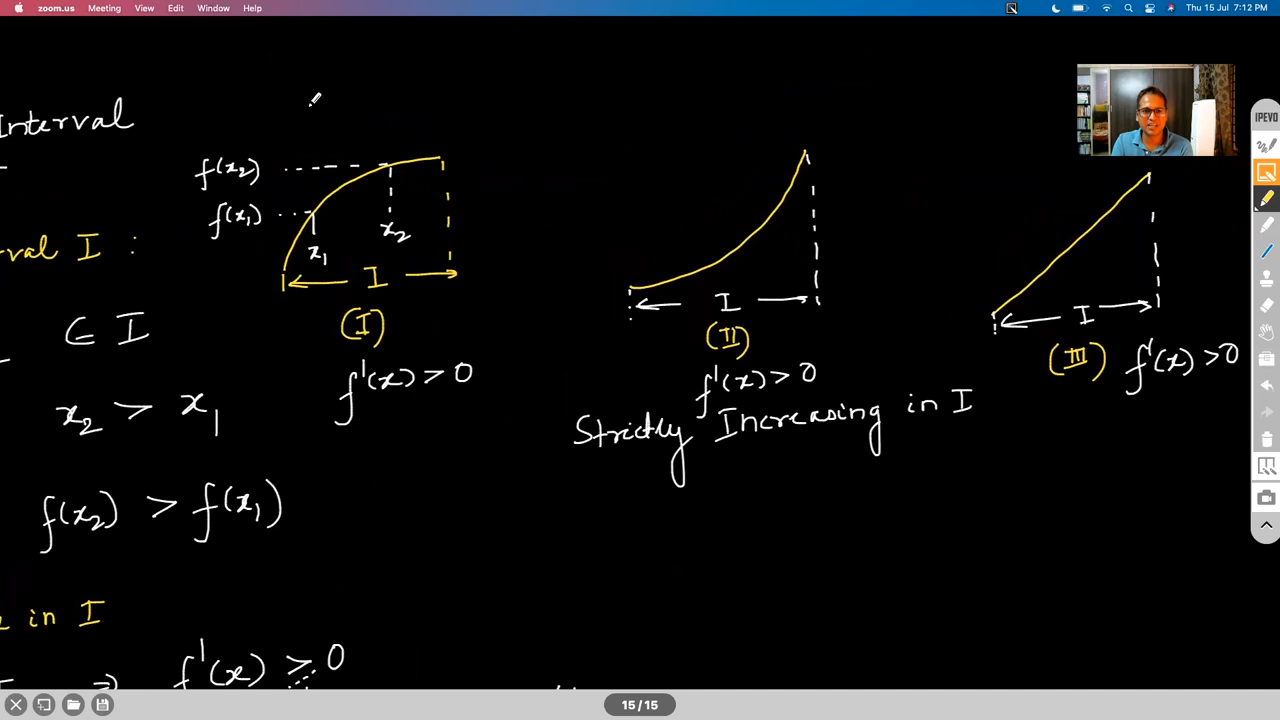 zoom.us Meeting View Edit Window Help
Thu 15 Jul 7:12 PM
IPEVO
Interval
f(x₂)
f(x₁)
x₁
x₂
I
(I)
f'(x) > 0
I
(II)
f'(x) > 0
I
(III) f'(x) > 0
Strictly Increasing in I
I :
∈ I
x₂ > x₁
f(x₂) > f(x₁)
in I
⇒ f'(x) ≥ 0
15 / 15